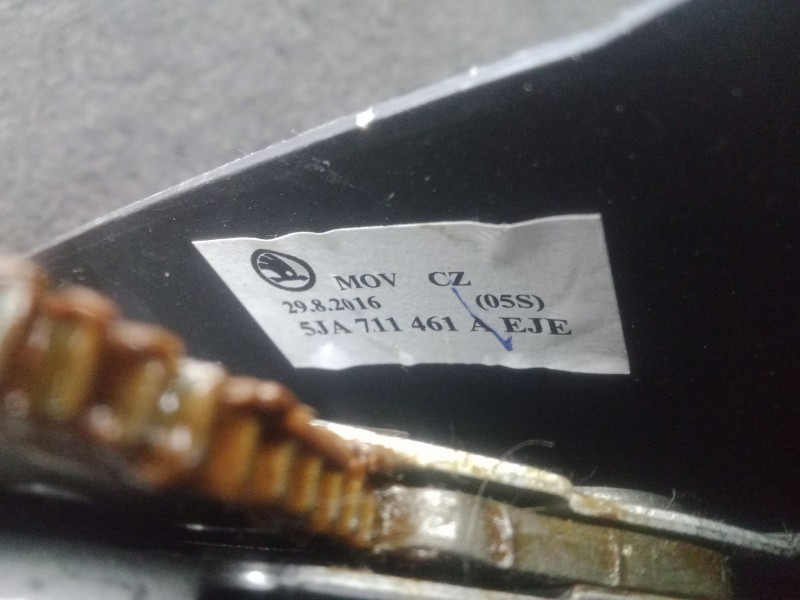 MOV CZ
29.8.2016 (05S)
5JA 711 461 A EJE